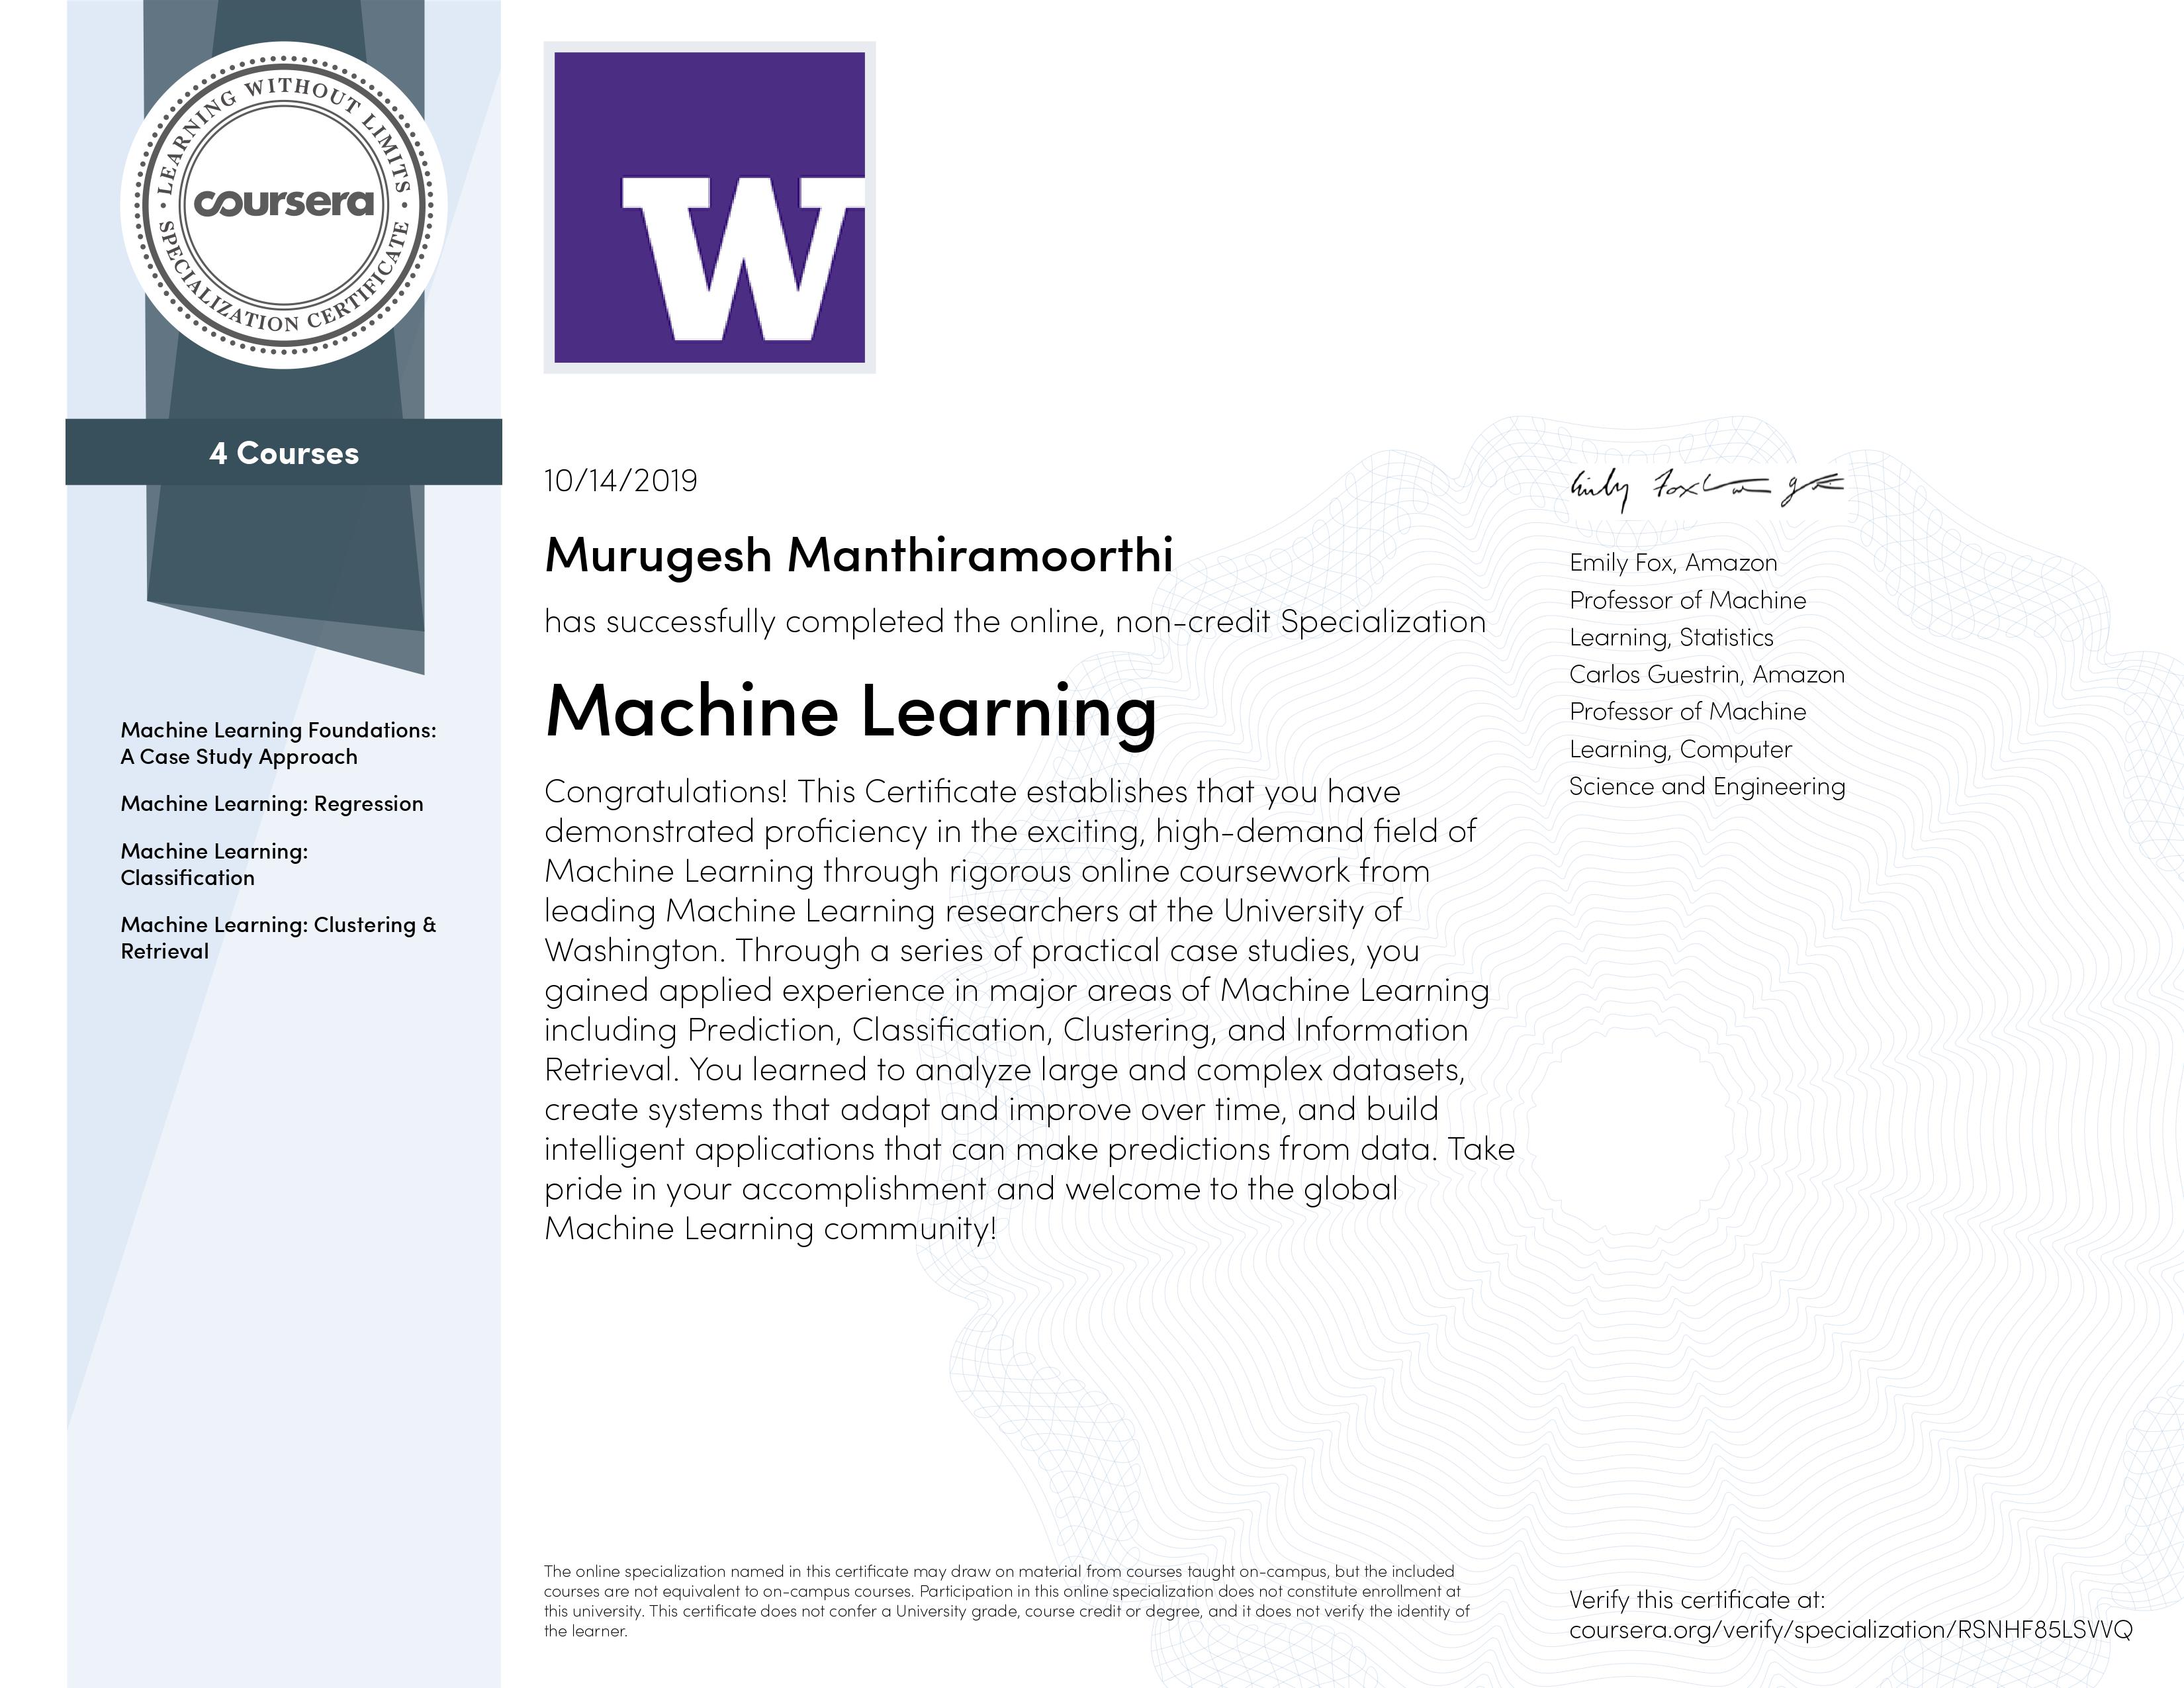 LEARNING WITHOUT LIMITS
coursera
SPECIALIZATION CERTIFICATE
4 Courses
Machine Learning Foundations:
A Case Study Approach
Machine Learning: Regression
Machine Learning:
Classification
Machine Learning: Clustering &
Retrieval
W
10/14/2019
Murugesh Manthiramoorthi
has successfully completed the online, non-credit Specialization
Machine Learning
Congratulations! This Certificate establishes that you have
demonstrated proficiency in the exciting, high-demand field of
Machine Learning through rigorous online coursework from
leading Machine Learning researchers at the University of
Washington. Through a series of practical case studies, you
gained applied experience in major areas of Machine Learning
including Prediction, Classification, Clustering, and Information
Retrieval. You learned to analyze large and complex datasets,
create systems that adapt and improve over time, and build
intelligent applications that can make predictions from data. Take
pride in your accomplishment and welcome to the global
Machine Learning community!
Emily Fox
Emily Fox, Amazon
Professor of Machine
Learning, Statistics
Carlos Guestrin, Amazon
Professor of Machine
Learning, Computer
Science and Engineering
The online specialization named in this certificate may draw on material from courses taught on-campus, but the included
courses are not equivalent to on-campus courses. Participation in this online specialization does not constitute enrollment at
this university. This certificate does not confer a University grade, course credit or degree, and it does not verify the identity of
the learner.
Verify this certificate at:
coursera.org/verify/specialization/RSNHF85LSVVQ